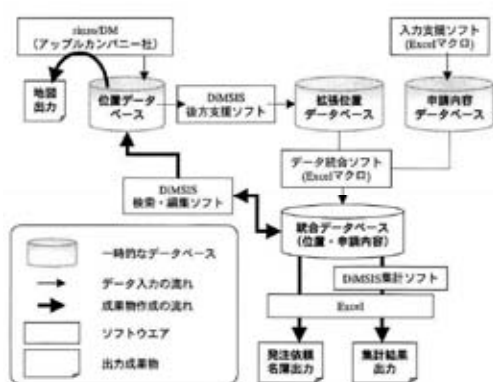 (アップルカンパニー社)
地図
出力
位置データ
ベース
DiMSIS
後方支援ソフト
拡張位置
データベース
入力支援ソフト
(Excelマクロ)
申請内容
データベース
データ統合ソフト
(Excelマクロ)
DiMSIS
検索・編集ソフト
統合データベース
(位置・申請内容)
DiMSIS集計ソフト
Excel
発注依頼
名簿出力
集計結果
出力
一時的なデータベース
データ入力の流れ
成果物作成の流れ
ソフトウエア
出力成果物